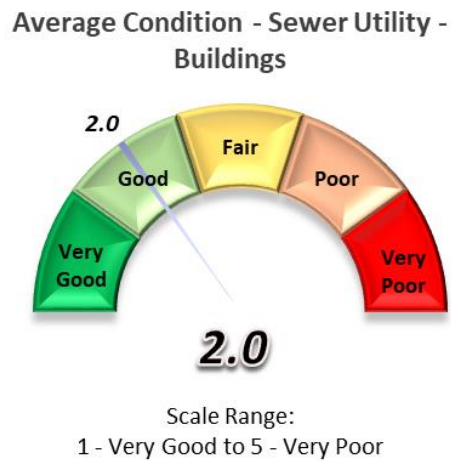 Average Condition - Sewer Utility -
Buildings
2.0
Fair
Good
Poor
Very
Good
Very
Poor
2.0
Scale Range:
1 - Very Good to 5 - Very Poor